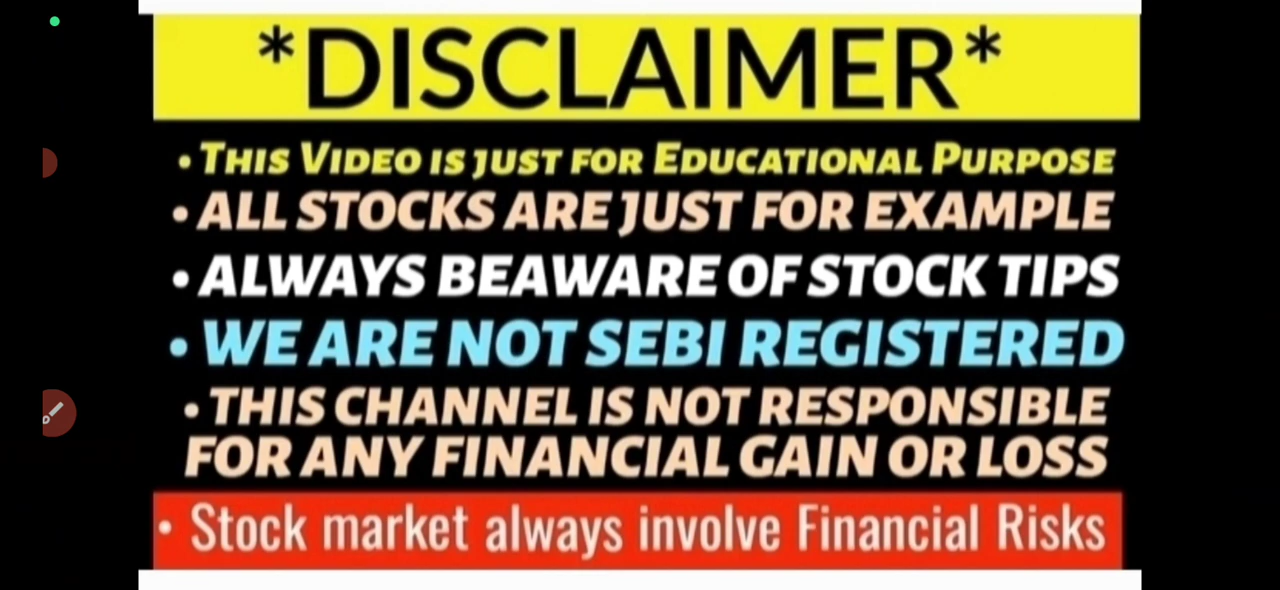 *DISCLAIMER*
• THIS VIDEO IS JUST FOR EDUCATIONAL PURPOSE
• ALL STOCKS ARE JUST FOR EXAMPLE
• ALWAYS BEAWARE OF STOCK TIPS
• WE ARE NOT SEBI REGISTERED
• THIS CHANNEL IS NOT RESPONSIBLE
FOR ANY FINANCIAL GAIN OR LOSS
• Stock market always involve Financial Risks